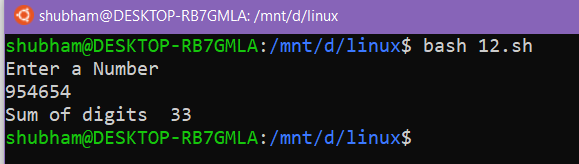 shubham@DESKTOP-RB7GMLA: /mnt/d/linux
shubham@DESKTOP-RB7GMLA:/mnt/d/linux$ bash 12.sh
Enter a Number
954654
Sum of digits  33
shubham@DESKTOP-RB7GMLA:/mnt/d/linux$